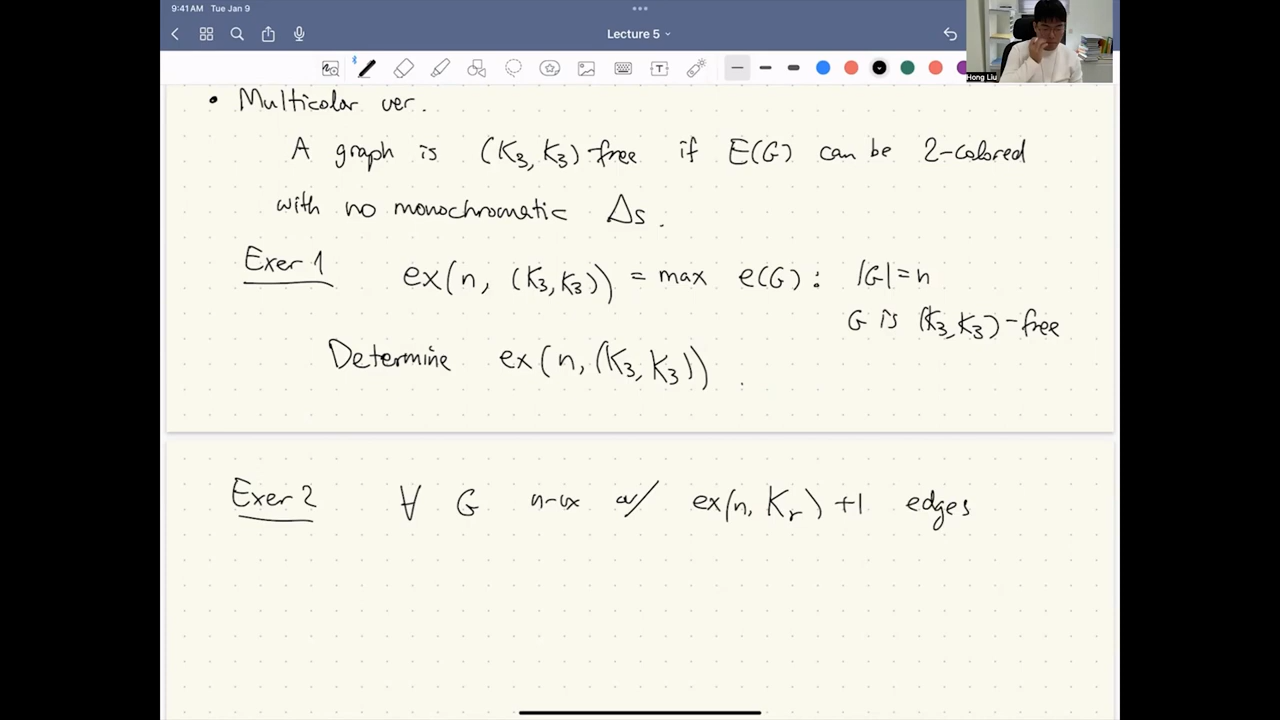 9:41AM Tue Jan 9
Lecture 5
Hong Liu
• Multicolor ver.
A graph is (K₃, K₃)-free if E(G) can be 2-colored
with no monochromatic Δs.
Exer 1 ex(n, (K₃, K₃)) = max e(G) : |G| = n
G is (K₃, K₃)-free
Determine ex(n, (K₃, K₃)).
Exer 2 ∀ G n-vx w/ ex(n, Kᵣ) +1 edges